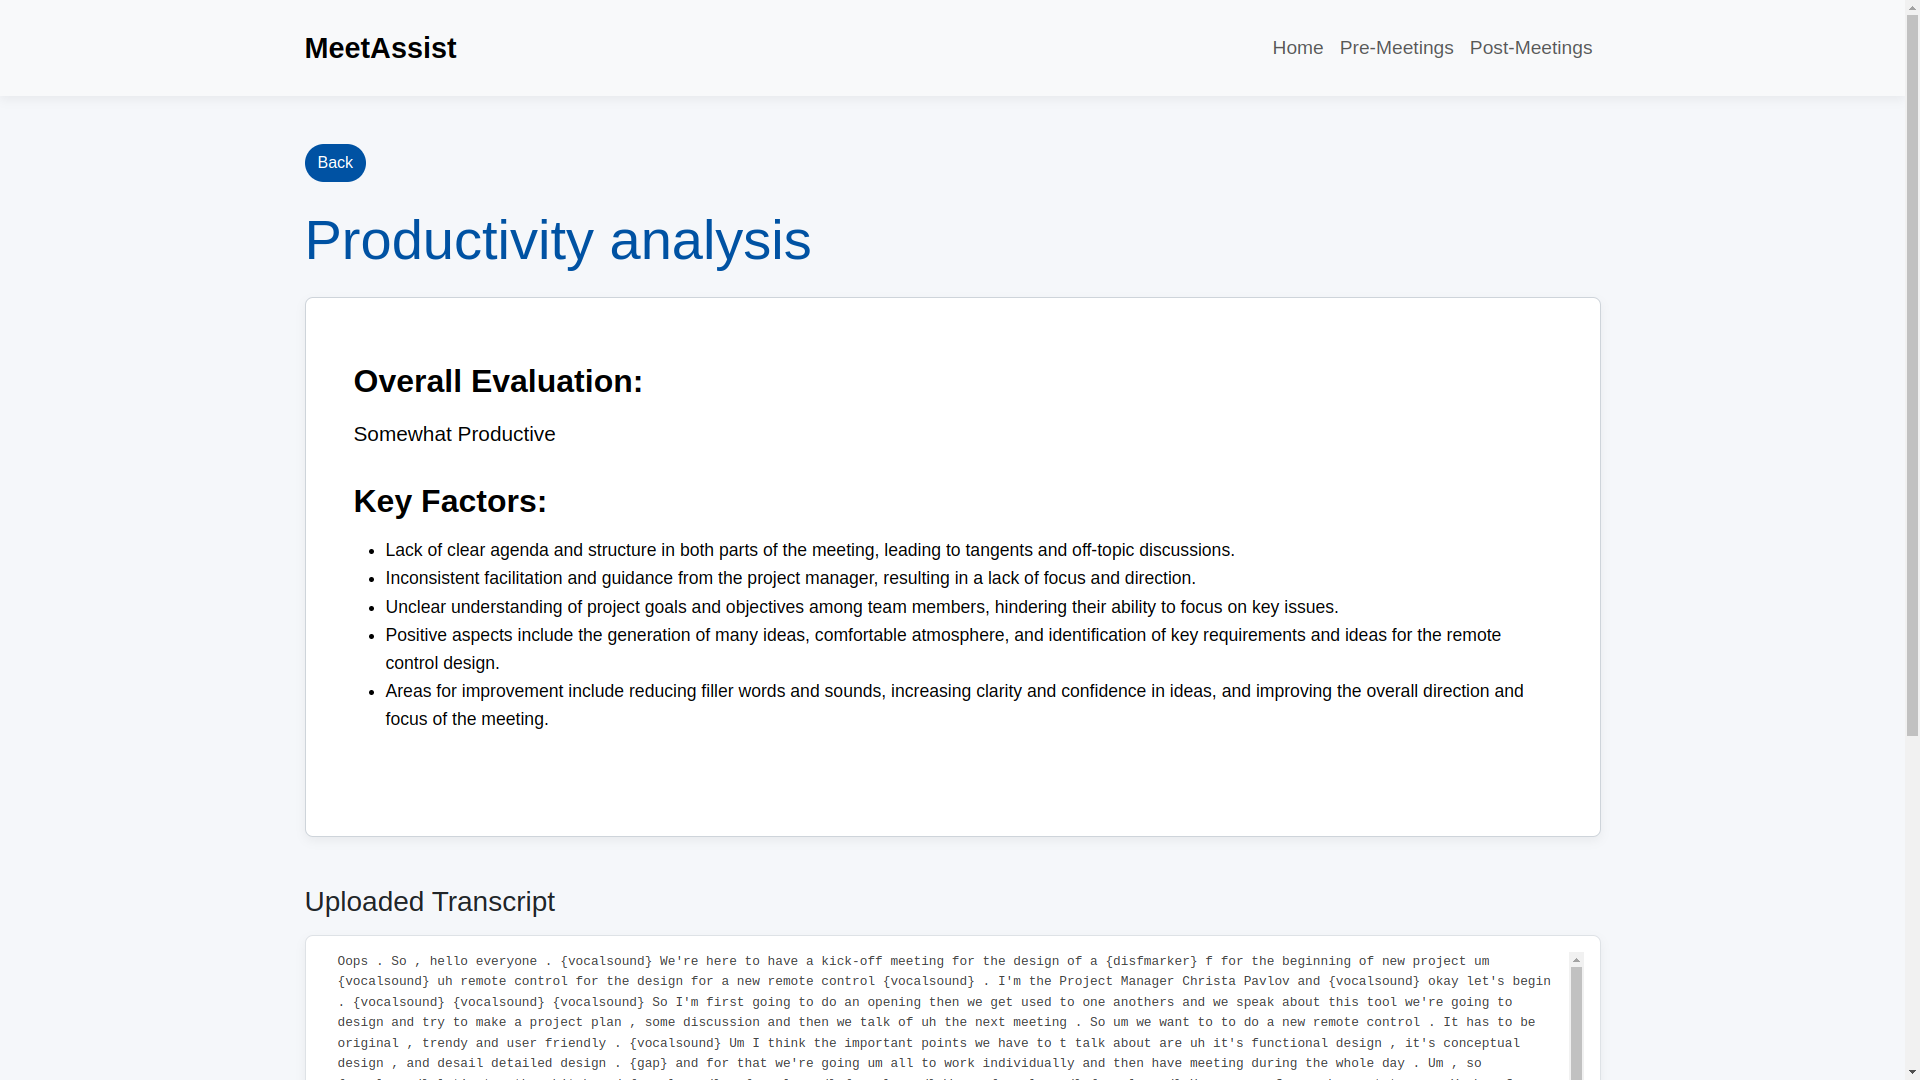 MeetAssist
Home Pre-Meetings Post-Meetings
Back
Productivity analysis
Overall Evaluation:
Somewhat Productive
Key Factors:
• Lack of clear agenda and structure in both parts of the meeting, leading to tangents and off-topic discussions.
• Inconsistent facilitation and guidance from the project manager, resulting in a lack of focus and direction.
• Unclear understanding of project goals and objectives among team members, hindering their ability to focus on key issues.
• Positive aspects include the generation of many ideas, comfortable atmosphere, and identification of key requirements and ideas for the remote
control design.
• Areas for improvement include reducing filler words and sounds, increasing clarity and confidence in ideas, and improving the overall direction and
focus of the meeting.
Uploaded Transcript
Oops . So , hello everyone . {vocalsound} We're here to have a kick-off meeting for the design of a {disfmarker} f for the beginning of new project um
{vocalsound} uh remote control for the design for a new remote control {vocalsound} . I'm the Project Manager Christa Pavlov and {vocalsound} okay let's begin
. {vocalsound} {vocalsound} {vocalsound} So I'm first going to do an opening then we get used to one anothers and we speak about this tool we're going to
design and try to make a project plan , some discussion and then we talk of uh the next meeting . So um we want to to do a new remote control . It has to be
original , trendy and user friendly . {vocalsound} Um I think the important points we have to t talk about are uh it's functional design , it's conceptual
design , and desail detailed design . {gap} and for that we're going um all to work individually and then have meeting during the whole day . Um , so